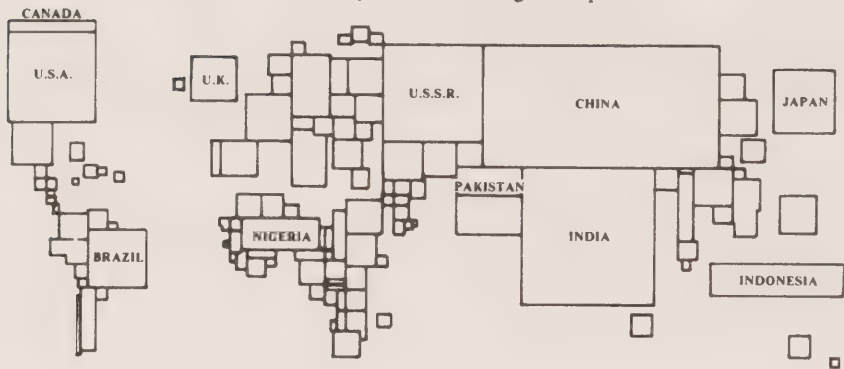 CANADA
U.S.A.
U.K.
U.S.S.R.
CHINA
JAPAN
PAKISTAN
NIGERIA
INDIA
BRAZIL
INDONESIA